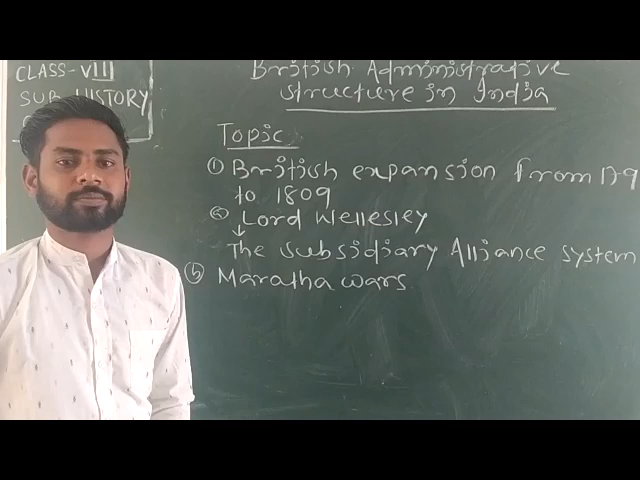 CLASS-VIII
SUB-HISTORY
British Administrative
structure in India
Topic
① British expansion from
to 1809
ⓐ Lord Wellesley
↓
The subsidiary Alliance system
ⓑ Maratha wars